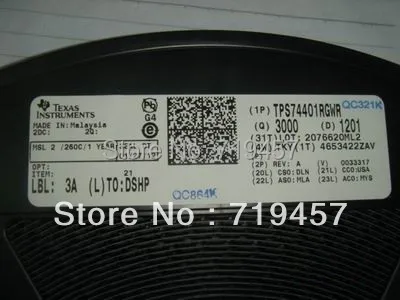 TEXAS
INSTRUMENTS
MADE IN: Malaysia
2DC: 2Q:
G4
MSL 2 /260C/1 YEAR
OPT:
ITEM: 21
LBL: 3A (L)TO:DSHP
QC864K
QC321K
(1P) TPS74401RGWR
(Q) 3000 (D) 1201
(31T)LOT: 2076620ML2
(4W) TKY(1T) 4653422ZAV
(P)
(2P) REV: A (V) 0033317
(20L) CSO:DLN (21L) CCO:USA
(22L) ASO:MLA (23L) ACO:MYS
Store No: 719457